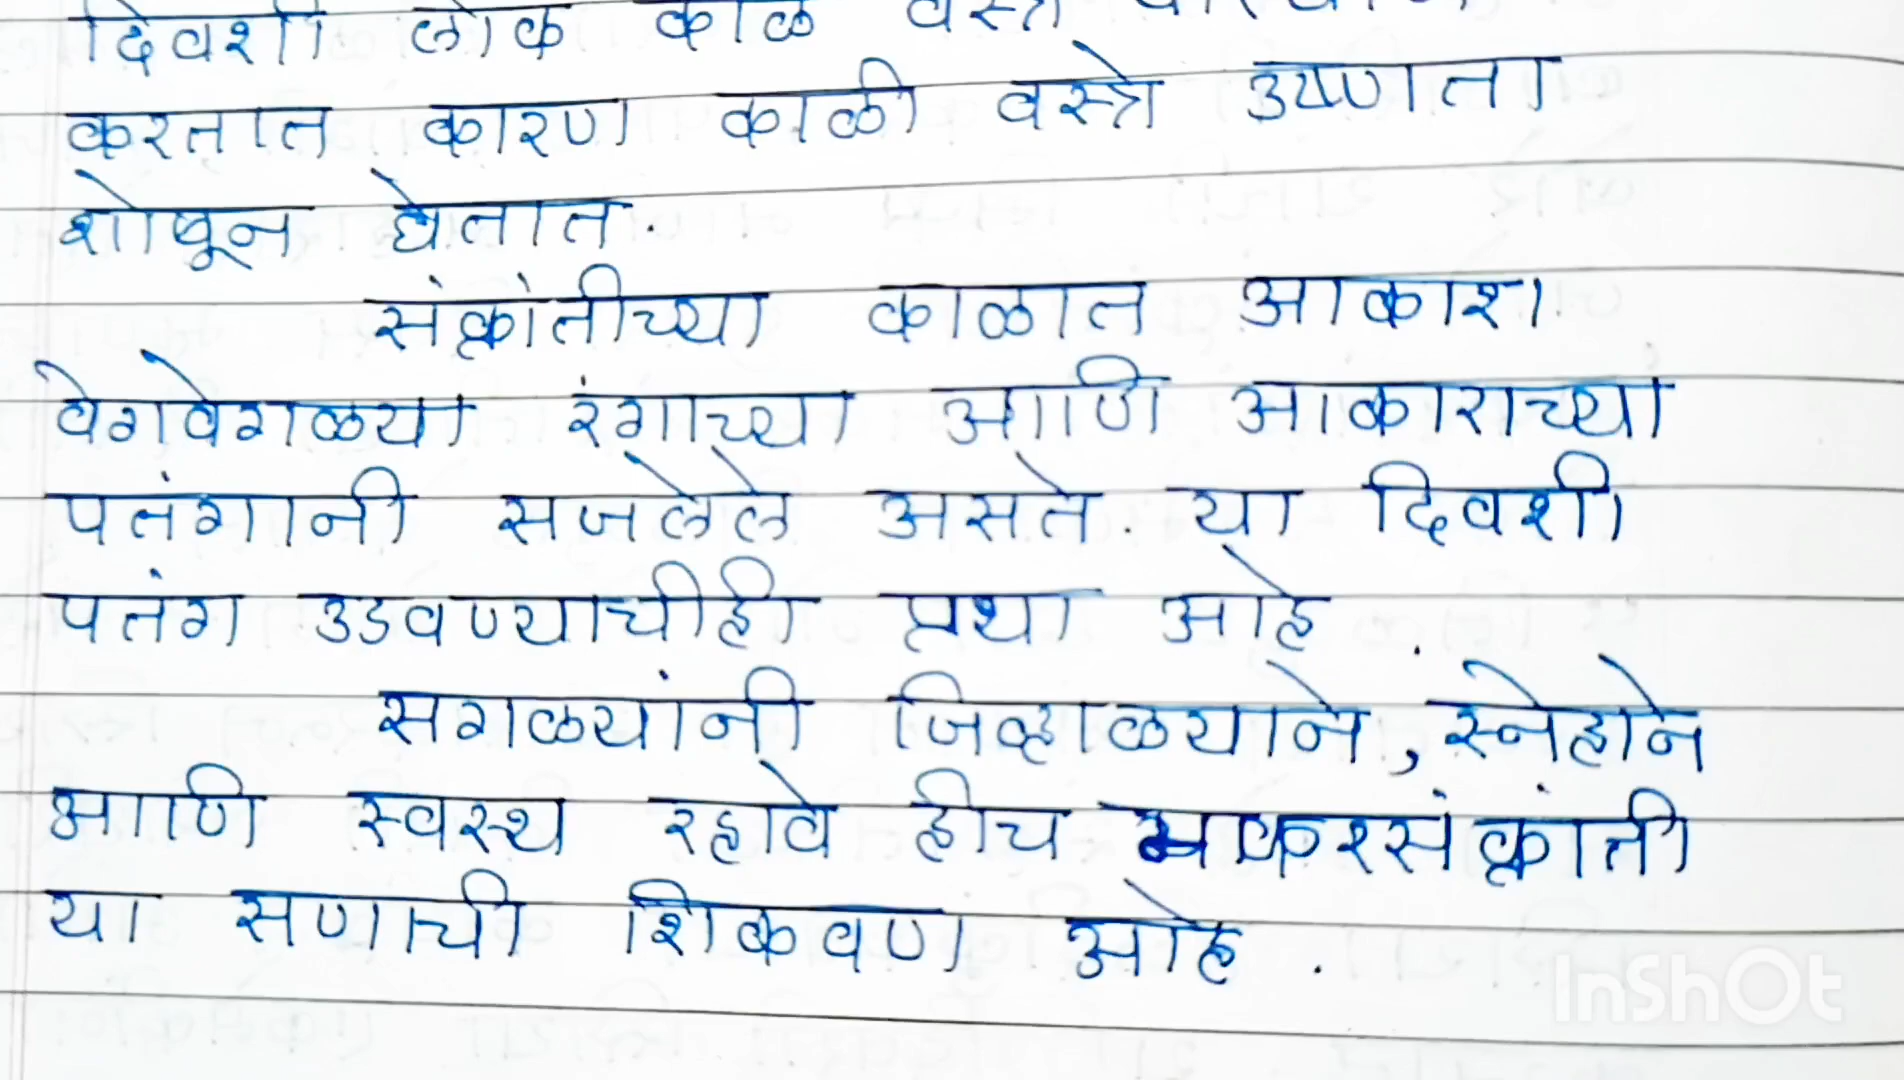 दिवशी लोक काळे वस्त्रे
करतात कारण काळी वस्त्रे उष्णता
शोषून घेतात.
संक्रांतीच्या काळात आकाश
वेगवेगळ्या रंगाच्या आणि आकाराच्या
पतंगानी सजलेले असते. या दिवशी
पतंग उडवण्याचीही प्रथा आहे.
सगळ्यांनी जिव्हाळ्याने, स्नेहाने
आणि स्वस्थ रहावे हीच मकरसंक्रांती
या सणाची शिकवण आहे.
InShOt